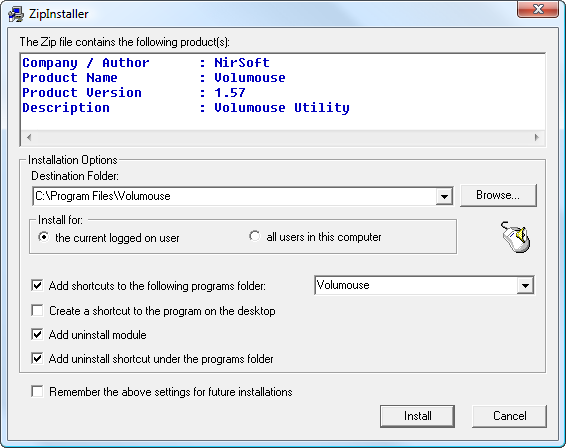 ZipInstaller
The Zip file contains the following product(s):
Company / Author : NirSoft
Product Name : Volumouse
Product Version : 1.57
Description : Volumouse Utility
Installation Options
Destination Folder:
C:\Program Files\Volumouse
Browse...
Install for:
the current logged on user
all users in this computer
Add shortcuts to the following programs folder:
Volumouse
Create a shortcut to the program on the desktop
Add uninstall module
Add uninstall shortcut under the programs folder
Remember the above settings for future installations
Install
Cancel